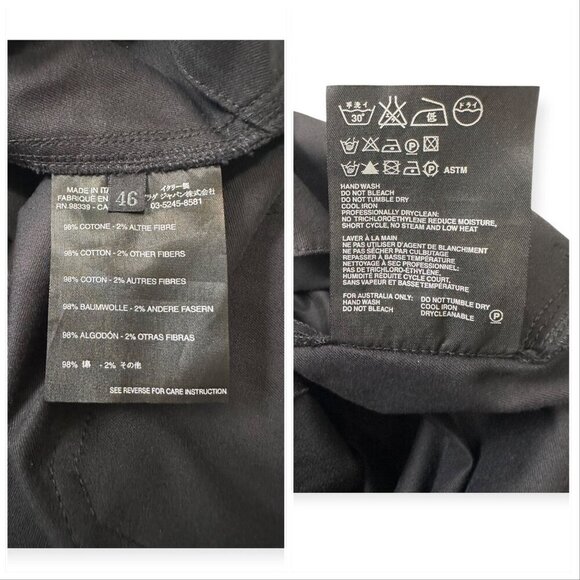 MADE IN IT
FABRIQUÉ EN
RN.98339 - CA
46
イタリー製
ジャパン株式会社
03-5245-8581
98% COTONE - 2% ALTRE FIBRE
98% COTTON - 2% OTHER FIBERS
98% COTON - 2% AUTRES FIBRES
98% BAUMWOLLE - 2% ANDERE FASERN
98% ALGODÓN - 2% OTRAS FIBRAS
98% 綿 - 2% その他
SEE REVERSE FOR CARE INSTRUCTION
手洗イ
30
低
ドライ
P
P
ASTM
HAND WASH
DO NOT BLEACH
DO NOT TUMBLE DRY
COOL IRON
PROFESSIONALLY DRYCLEAN:
NO TRICHLOROETHYLENE REDUCE MOISTURE,
SHORT CYCLE, NO STEAM AND LOW HEAT
LAVER À LA MAIN
NE PAS UTILISER D'AGENT DE BLANCHIMENT
NE PAS SÉCHER PAR CULBUTAGE
REPASSER À BASSE TEMPÉRATURE
NETTOYAGE À SEC PROFESSIONNEL:
PAS DE TRICHLORO-ÉTHYLÈNE
HUMIDITÉ RÉDUITE CYCLE COURT,
SANS VAPEUR ET BASSE TEMPÉRATURE
FOR AUSTRALIA ONLY:
HAND WASH
DO NOT BLEACH
DO NOT TUMBLE DRY
COOL IRON
DRYCLEANABLE
P